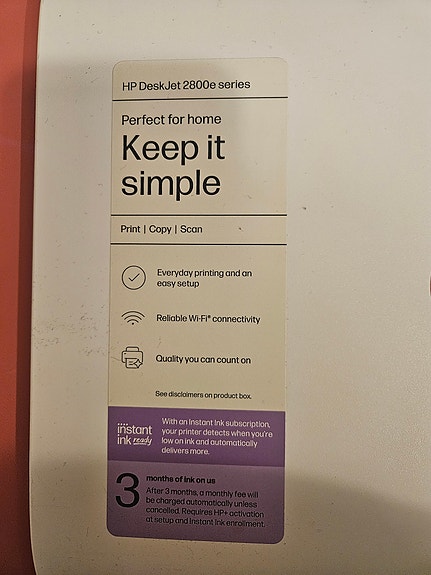 HP DeskJet 2800e series
Perfect for home
Keep it
simple
Print | Copy | Scan
Everyday printing and an
easy setup
Reliable Wi-Fi® connectivity
Quality you can count on
See disclaimers on product box.
instant
ink ready
With an Instant Ink subscription,
your printer detects when you're
low on ink and automatically
delivers more.
3
months of ink on us
After 3 months, a monthly fee will
be charged automatically unless
cancelled. Requires HP+ activation
at setup and Instant Ink enrollment.